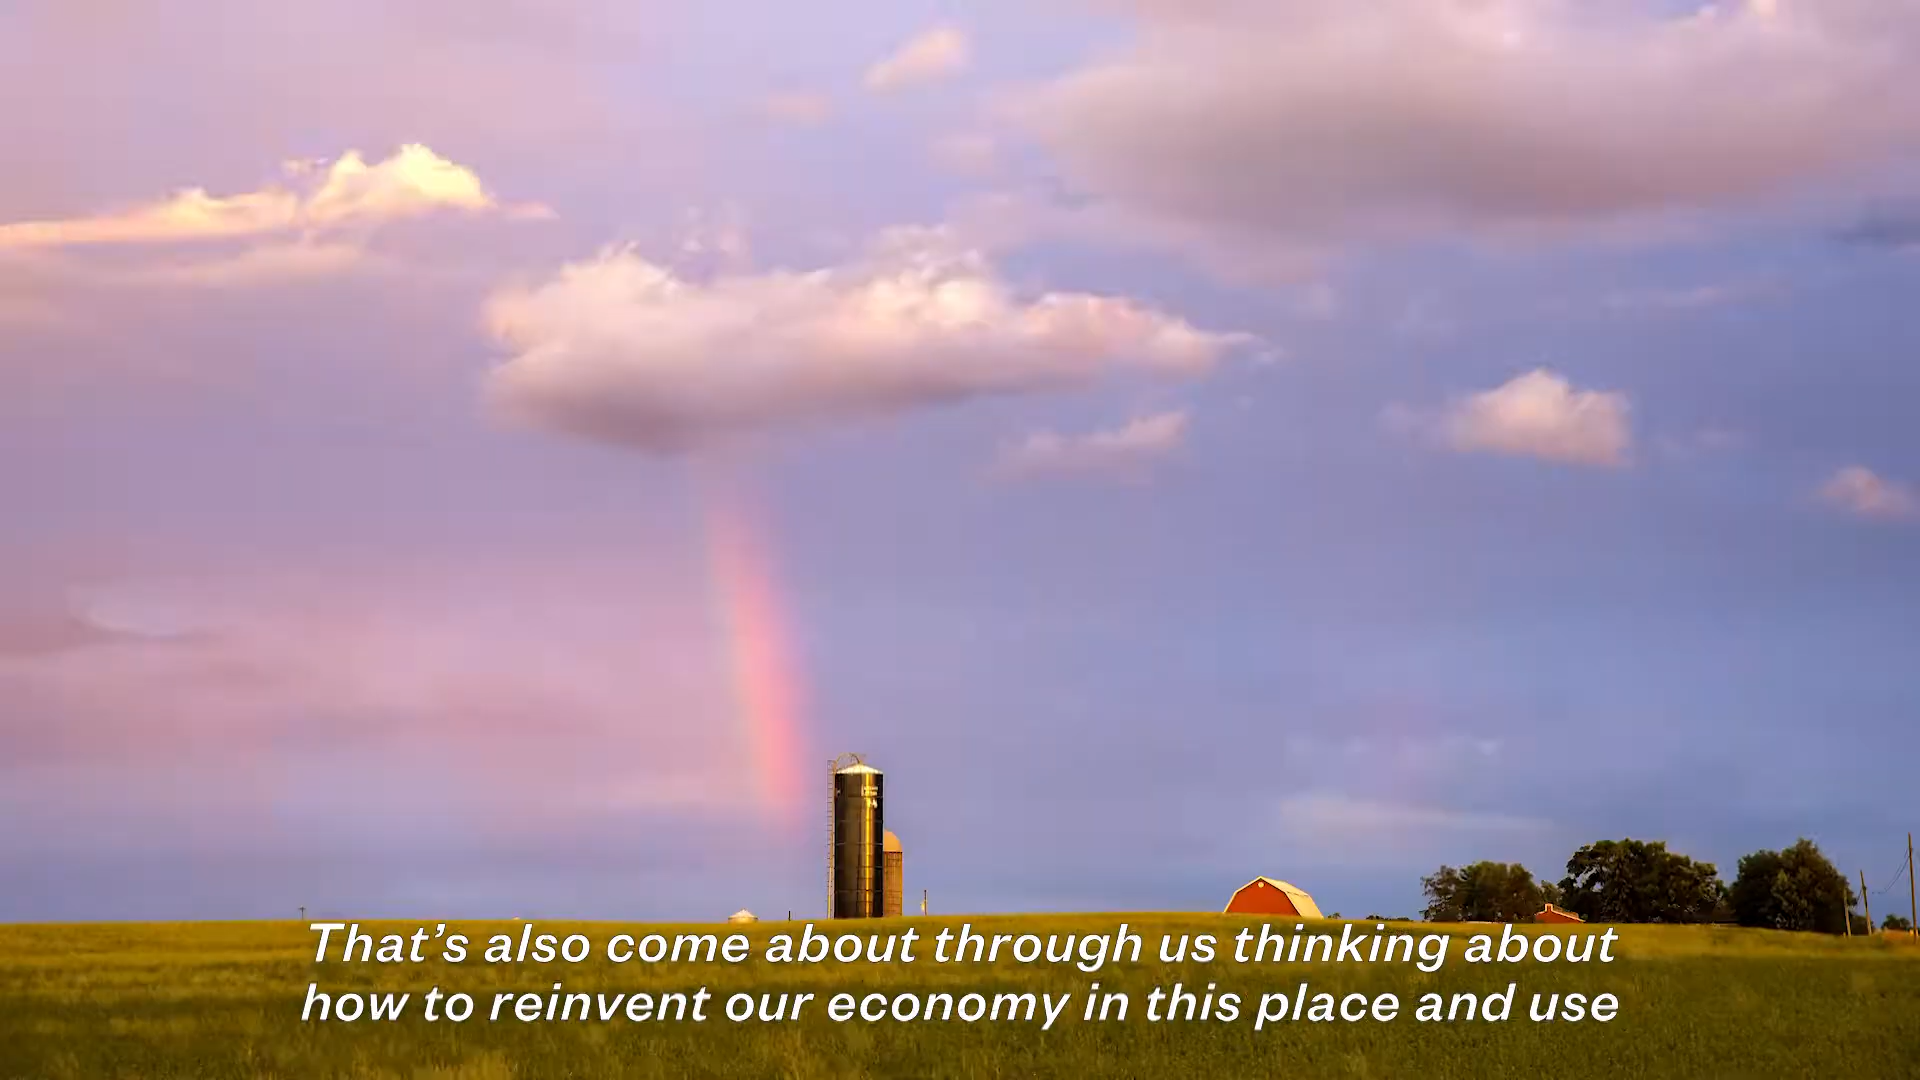 That’s also come about through us thinking about
how to reinvent our economy in this place and use